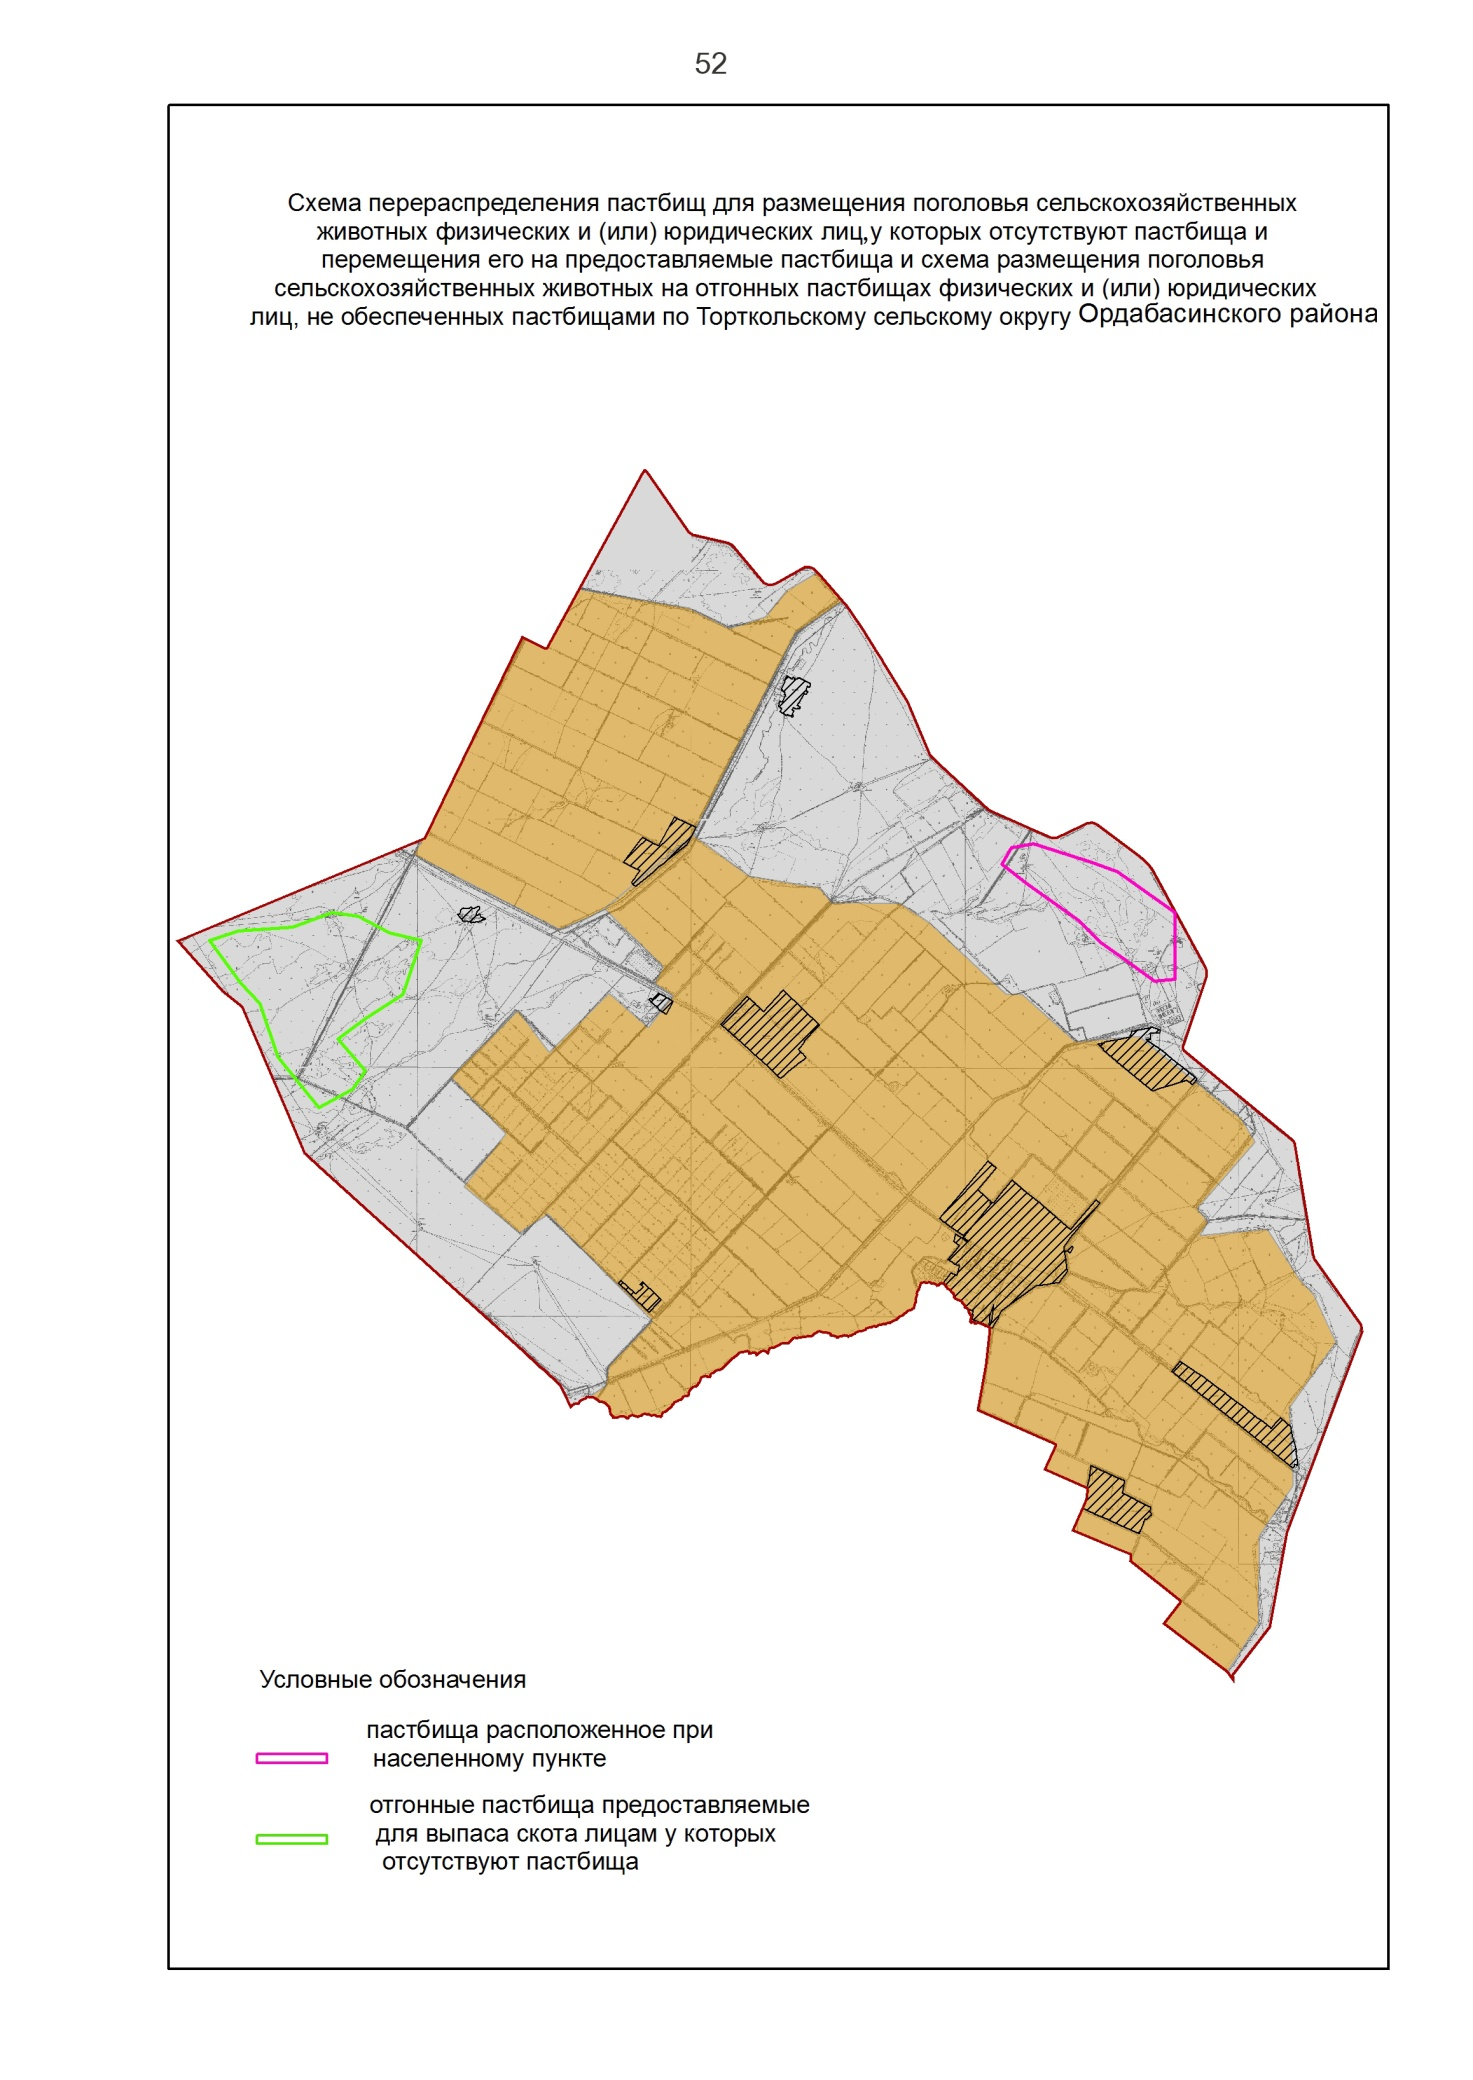 52
Схема перераспределения пастбищ для размещения поголовья сельскохозяйственных
животных физических и (или) юридических лиц,у которых отсутствуют пастбища и
перемещения его на предоставляемые пастбища и схема размещения поголовья
сельскохозяйственных животных на отгонных пастбищах физических и (или) юридических
лиц, не обеспеченных пастбищами по Торткольскому сельскому округу Ордабасинского района
Условные обозначения
пастбища расположенное при
населенному пункте
отгонные пастбища предоставляемые
для выпаса скота лицам у которых
отсутствуют пастбища